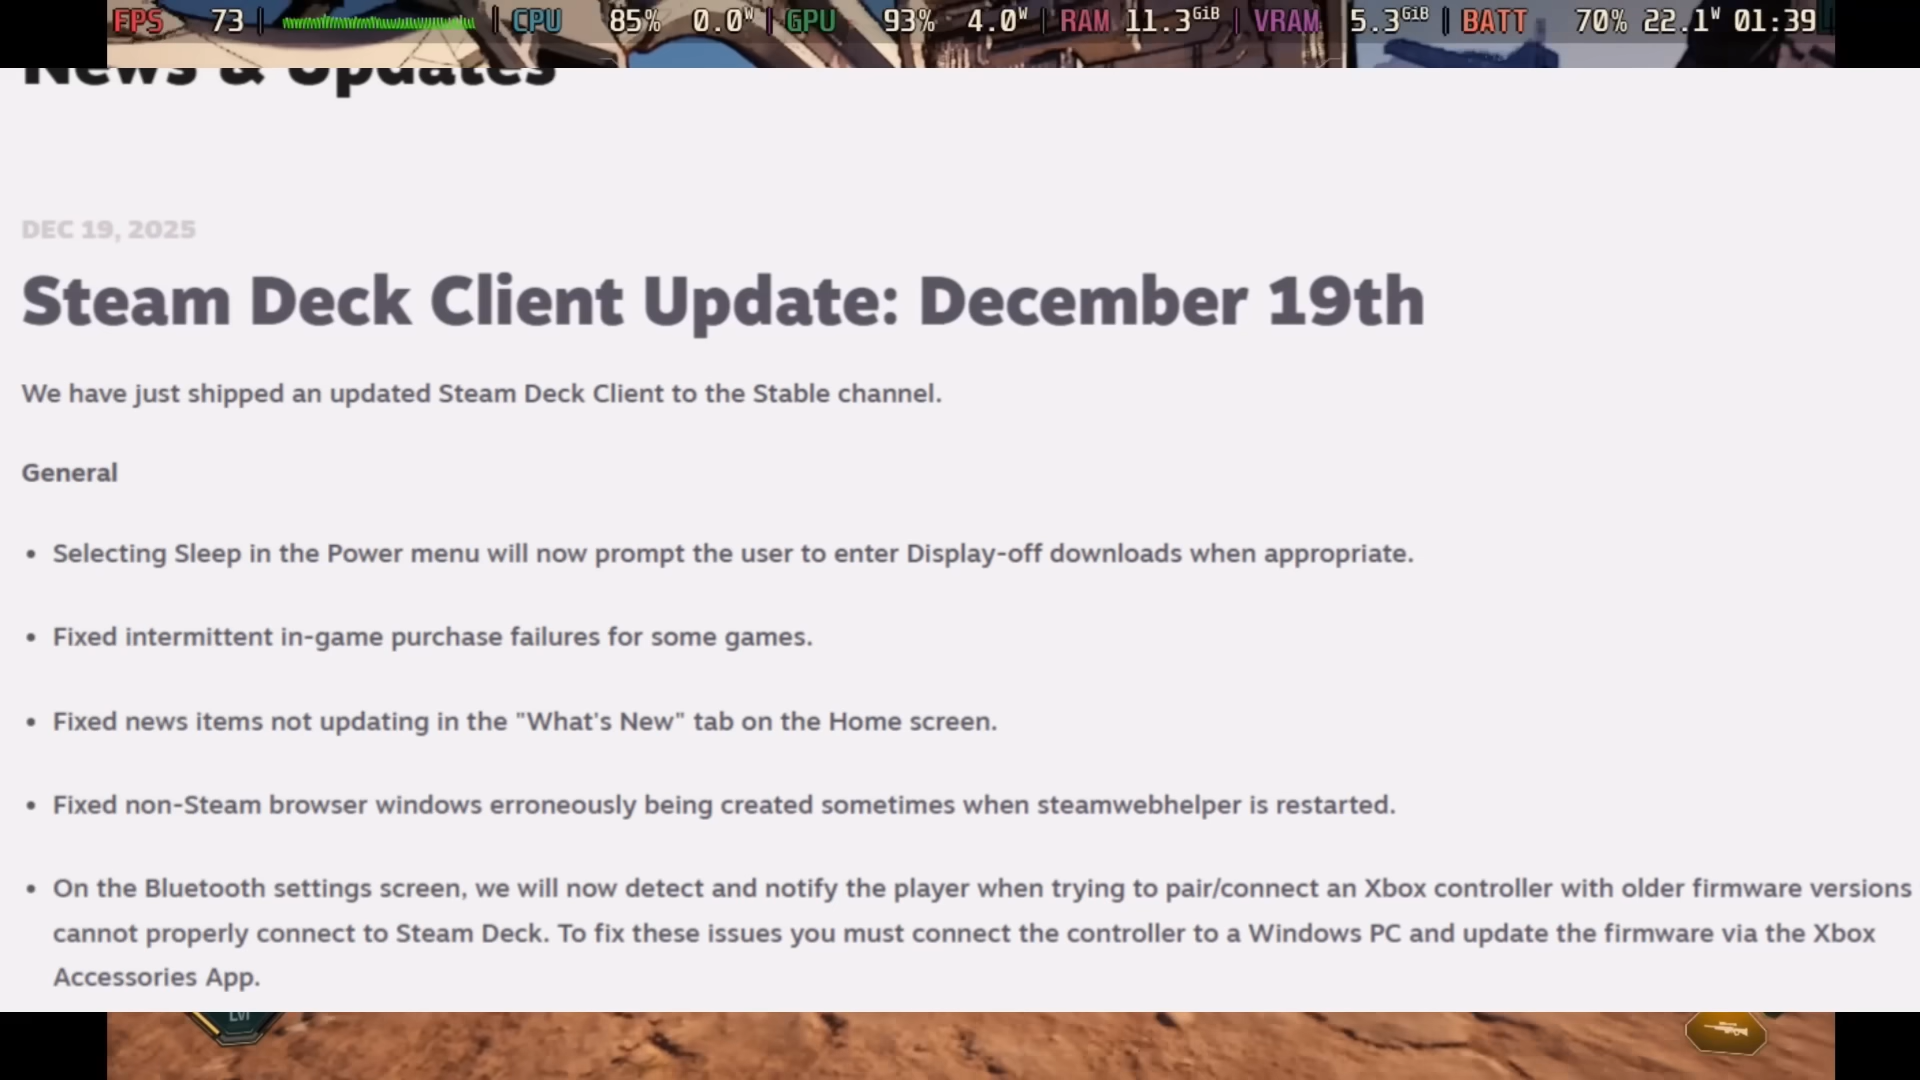 FPS 73 | | CPU 85% 0.0W | GPU 93% 4.0W | RAM 11.3GiB | VRAM 5.3GiB | BATT 70% 22.1W 01:39
News & Updates
DEC 19, 2025
Steam Deck Client Update: December 19th
We have just shipped an updated Steam Deck Client to the Stable channel.
General
• Selecting Sleep in the Power menu will now prompt the user to enter Display-off downloads when appropriate.
• Fixed intermittent in-game purchase failures for some games.
• Fixed news items not updating in the "What's New" tab on the Home screen.
• Fixed non-Steam browser windows erroneously being created sometimes when steamwebhelper is restarted.
• On the Bluetooth settings screen, we will now detect and notify the player when trying to pair/connect an Xbox controller with older firmware versions
cannot properly connect to Steam Deck. To fix these issues you must connect the controller to a Windows PC and update the firmware via the Xbox
Accessories App.